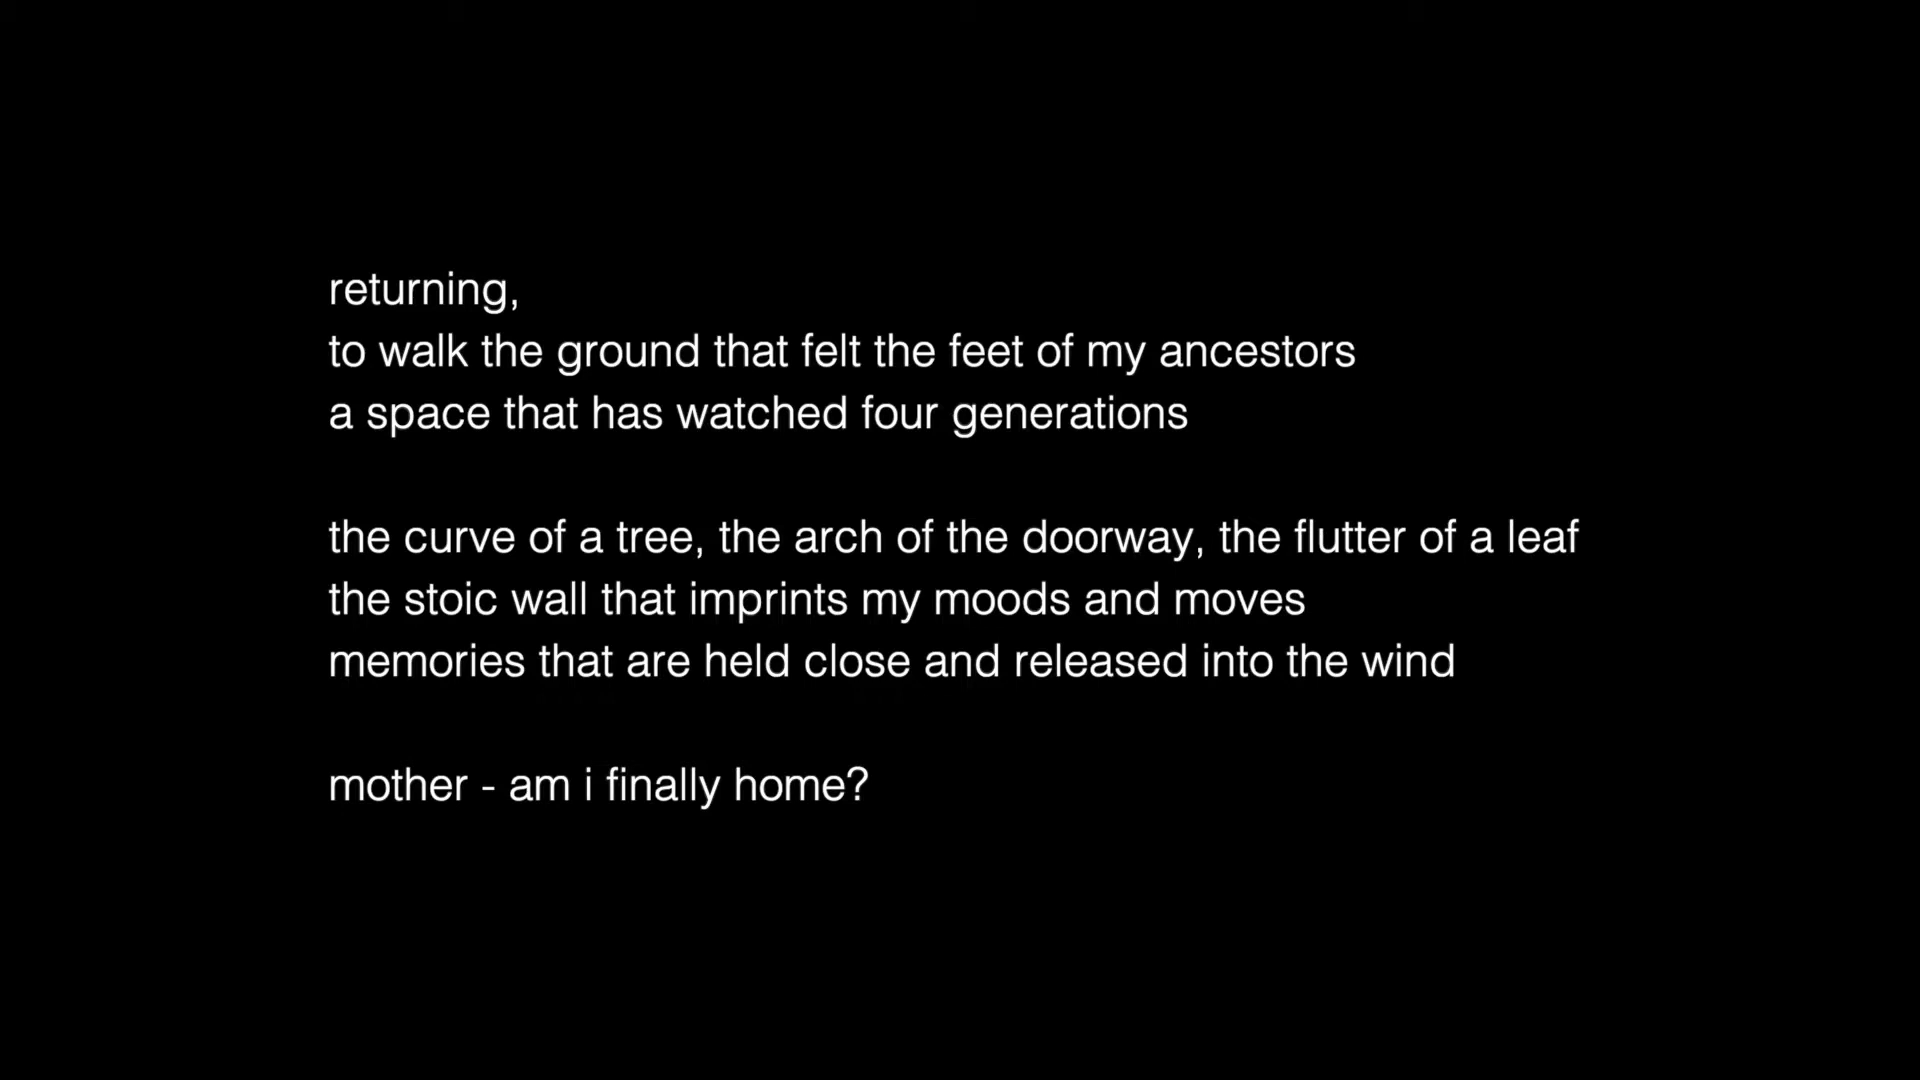 returning,
to walk the ground that felt the feet of my ancestors
a space that has watched four generations
the curve of a tree, the arch of the doorway, the flutter of a leaf
the stoic wall that imprints my moods and moves
memories that are held close and released into the wind
mother - am i finally home?